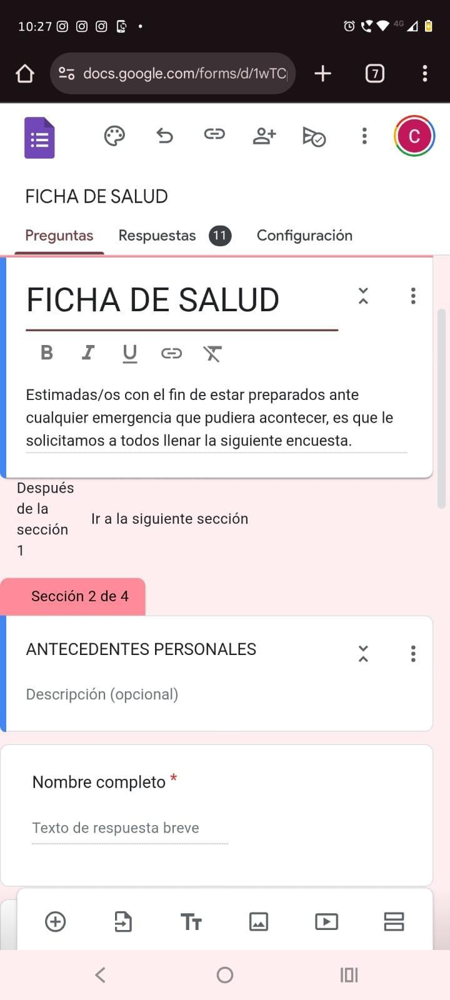 10:27
4G
docs.google.com/forms/d/1wTC
7
C
FICHA DE SALUD
Preguntas Respuestas 11 Configuración
FICHA DE SALUD
B I U
Estimadas/os con el fin de estar preparados ante
cualquier emergencia que pudiera acontecer, es que le
solicitamos a todos llenar la siguiente encuesta.
Después
de la
sección
1
Ir a la siguiente sección
Sección 2 de 4
ANTECEDENTES PERSONALES
Descripción (opcional)
Nombre completo *
Texto de respuesta breve
Tт